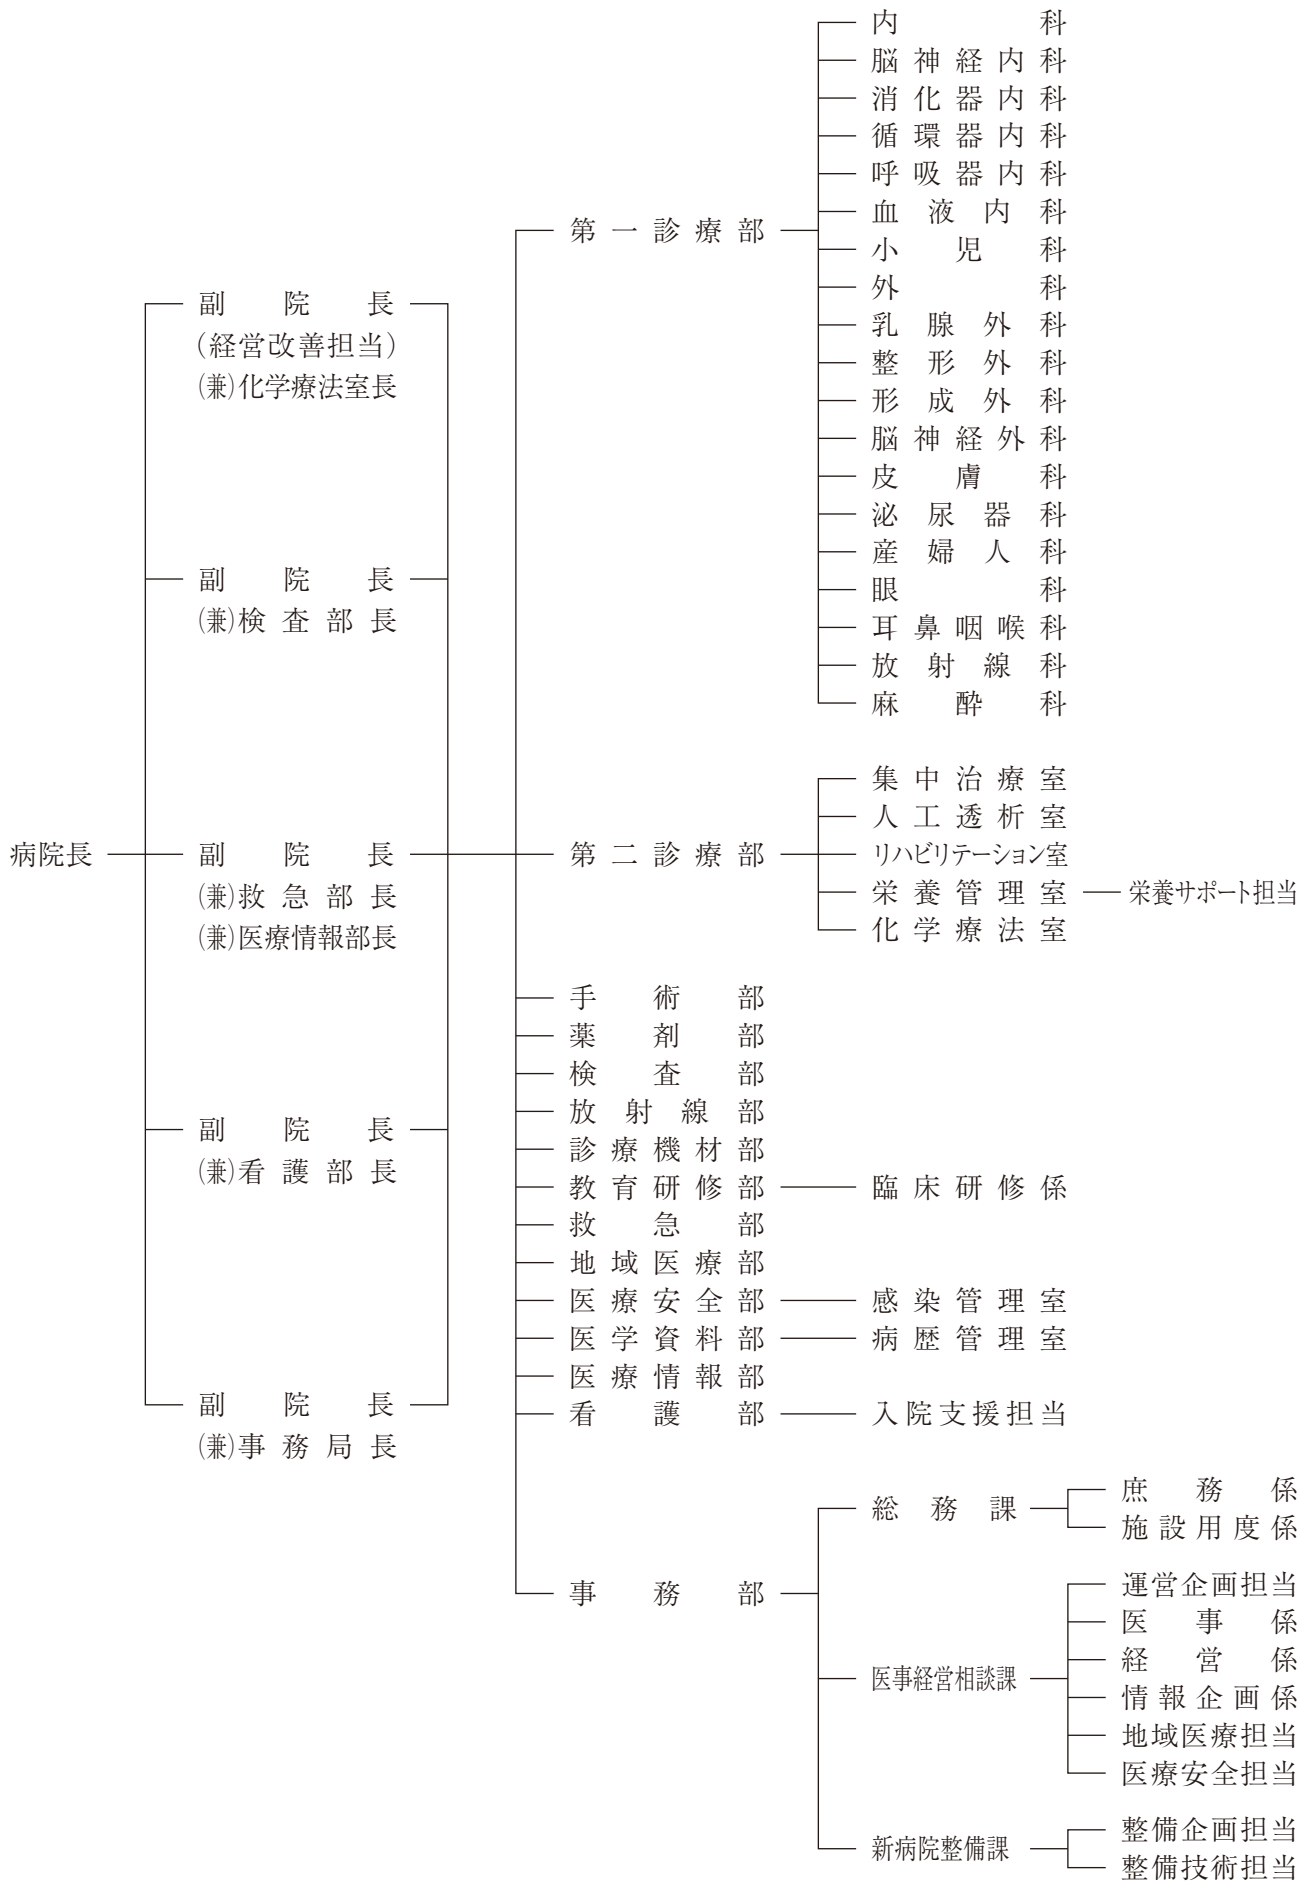 病院長
副院長
（経営改善担当）
（兼）化学療法室長
副院長
（兼）検査部長
副院長
（兼）救急部長
（兼）医療情報部長
副院長
（兼）看護部長
副院長
（兼）事務局長
第一診療部
内科
脳神経内科
消化器内科
循環器内科
呼吸器内科
血液内科
小児科
外科
乳腺外科
整形外科
形成外科
脳神経外科
皮膚科
泌尿器科
産婦人科
眼科
耳鼻咽喉科
放射線科
麻酔科
第二診療部
集中治療室
人工透析室
リハビリテーション室
栄養管理室
栄養サポート担当
化学療法室
手術部
薬剤部
検査部
放射線部
診療機材部
教育研修部
臨床研修係
救急部
地域医療部
医療安全部
感染管理室
医学資料部
病歴管理室
医療情報部
看護部
入院支援担当
事務部
総務課
庶務係
施設用度係
医事経営相談課
運営企画担当
医事係
経営係
情報企画係
地域医療担当
医療安全担当
新病院整備課
整備企画担当
整備技術担当